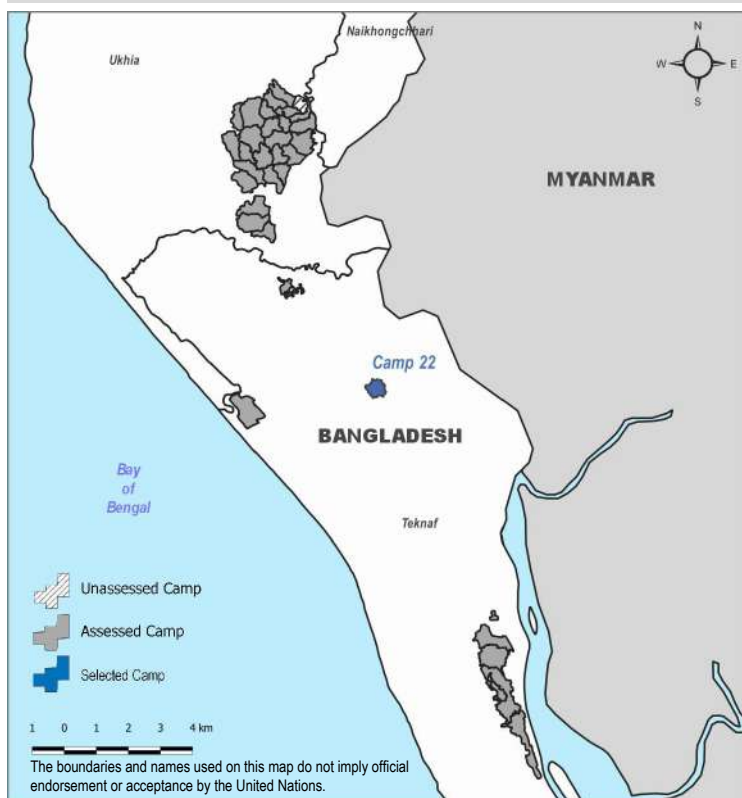 Naikhongchhari
Ukhia
N
W
E
S
MYANMAR
Camp 22
BANGLADESH
Bay
of
Bengal
Teknaf
Unassessed Camp
Assessed Camp
Selected Camp
1 0 1 2 3 4 km
The boundaries and names used on this map do not imply official
endorsement or acceptance by the United Nations.